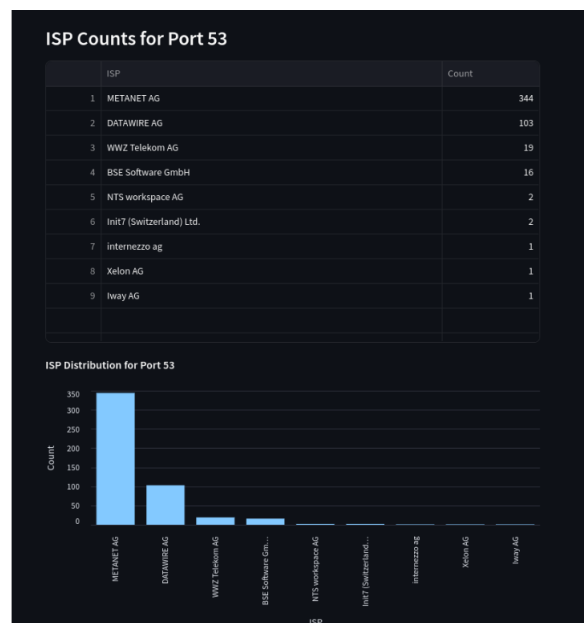 ISP Counts for Port 53
ISP Count
1 METANET AG 344
2 DATAWIRE AG 103
3 WWZ Telekom AG 19
4 BSE Software GmbH 16
5 NTS workspace AG 2
6 Init7 (Switzerland) Ltd. 2
7 internezzo ag 1
8 Xelon AG 1
9 Iway AG 1
ISP Distribution for Port 53
350
300
250
200
150
100
50
0
Count
METANET AG
DATAWIRE AG
WWZ Telekom AG
BSE Software Gm…
NTS workspace AG
Init7 (Switzerland…
internezzo ag
Xelon AG
Iway AG
ISP